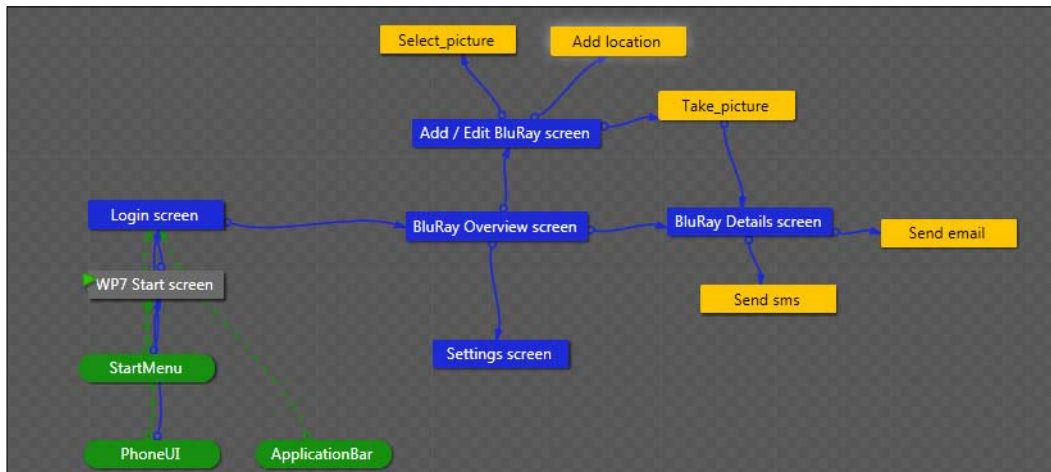 Select_picture
Add location
Take_picture
Add / Edit BluRay screen
Login screen
BluRay Overview screen
BluRay Details screen
Send email
WP7 Start screen
Send sms
Settings screen
StartMenu
PhoneUI
ApplicationBar